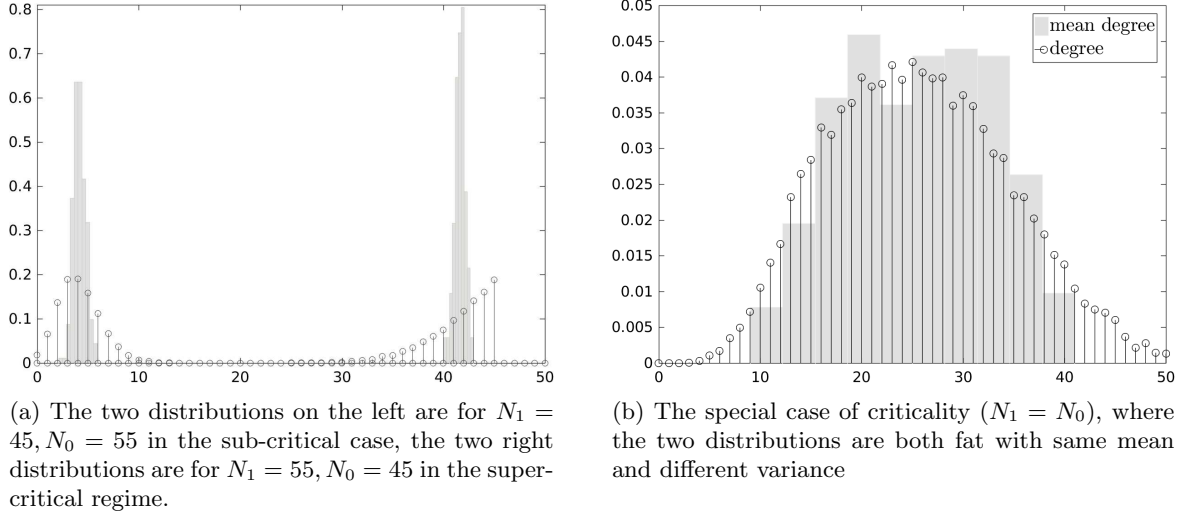 0.8
0.7
0.6
0.5
0.4
0.3
0.2
0.1
0
0 10 20 30 40 50
(a) The two distributions on the left are for N₁ =
45, N₀ = 55 in the sub-critical case, the two right
distributions are for N₁ = 55, N₀ = 45 in the super-
critical regime.
0.05
0.045
0.04
0.035
0.03
0.025
0.02
0.015
0.01
0.005
0
0 10 20 30 40 50
mean degree
degree
(b) The special case of criticality (N₁ = N₀), where
the two distributions are both fat with same mean
and different variance